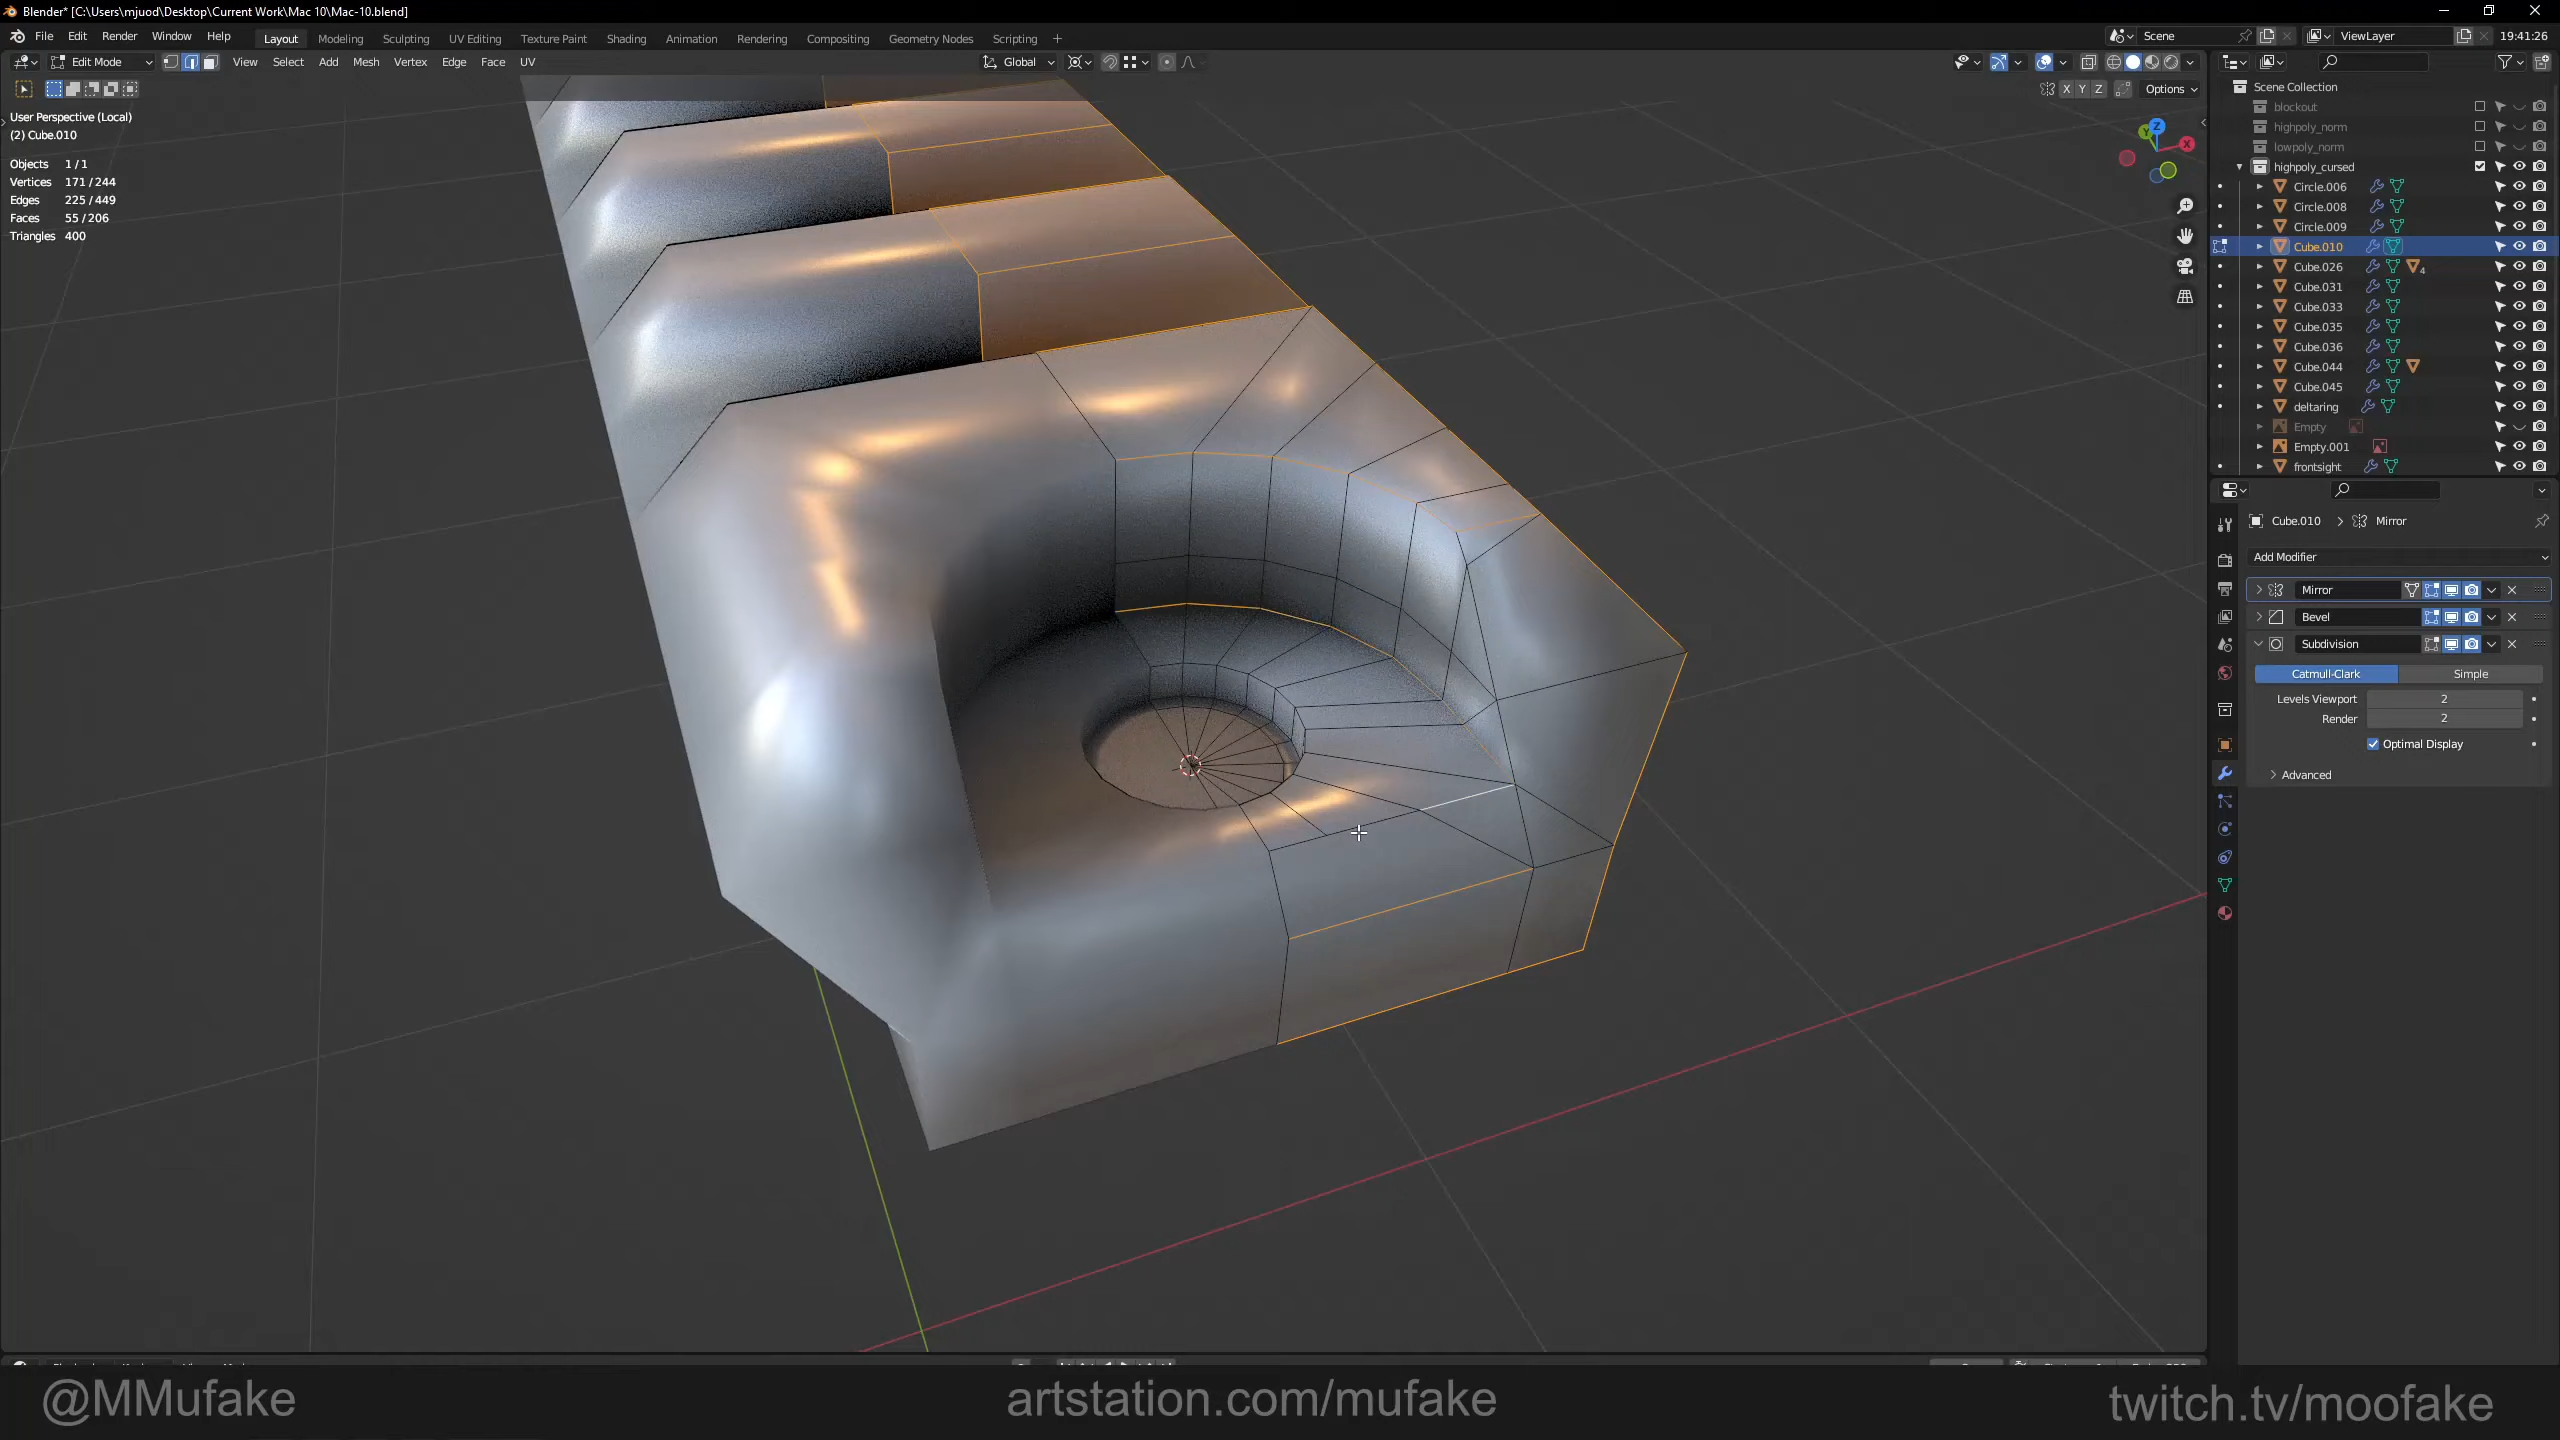 Blender* [C:\Users\mjuod\Desktop\Current Work\Mac 10\Mac-10.blend]
File Edit Render Window Help Layout Modeling Sculpting UV Editing Texture Paint Shading Animation Rendering Compositing Geometry Nodes Scripting + Scene ViewLayer 19:41:26
Edit Mode View Select Add Mesh Vertex Edge Face UV Global
X Y Z Options
User Perspective (Local)
(2) Cube.010
Objects 1 / 1
Vertices 171 / 244
Edges 225 / 449
Faces 55 / 206
Triangles 400
Z
Y
X
Scene Collection
blockout
highpoly_norm
lowpoly_norm
highpoly_cursed
Circle.006
Circle.008
Circle.009
Cube.010
Cube.026 4
Cube.031
Cube.033
Cube.035
Cube.036
Cube.044
Cube.045
deltaring
Empty
Empty.001
frontsight
Cube.010 > Mirror
Add Modifier
Mirror
Bevel
Subdivision
Catmull-Clark Simple
Levels Viewport 2
Render 2
Optimal Display
Advanced
@MMufake artstation.com/mufake twitch.tv/moofake